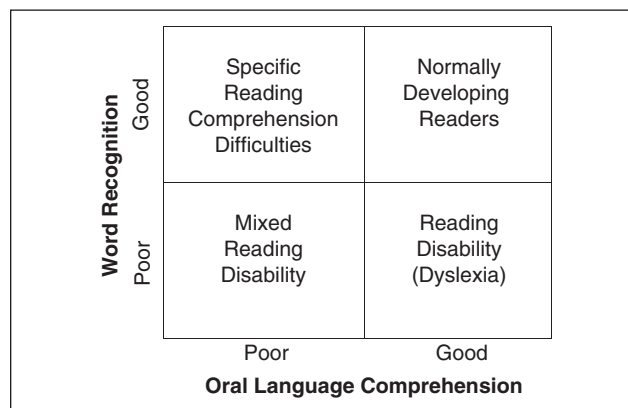 Word Recognition
Good
Poor
Specific
Reading
Comprehension
Difficulties
Normally
Developing
Readers
Mixed
Reading
Disability
Reading
Disability
(Dyslexia)
Poor
Good
Oral Language Comprehension